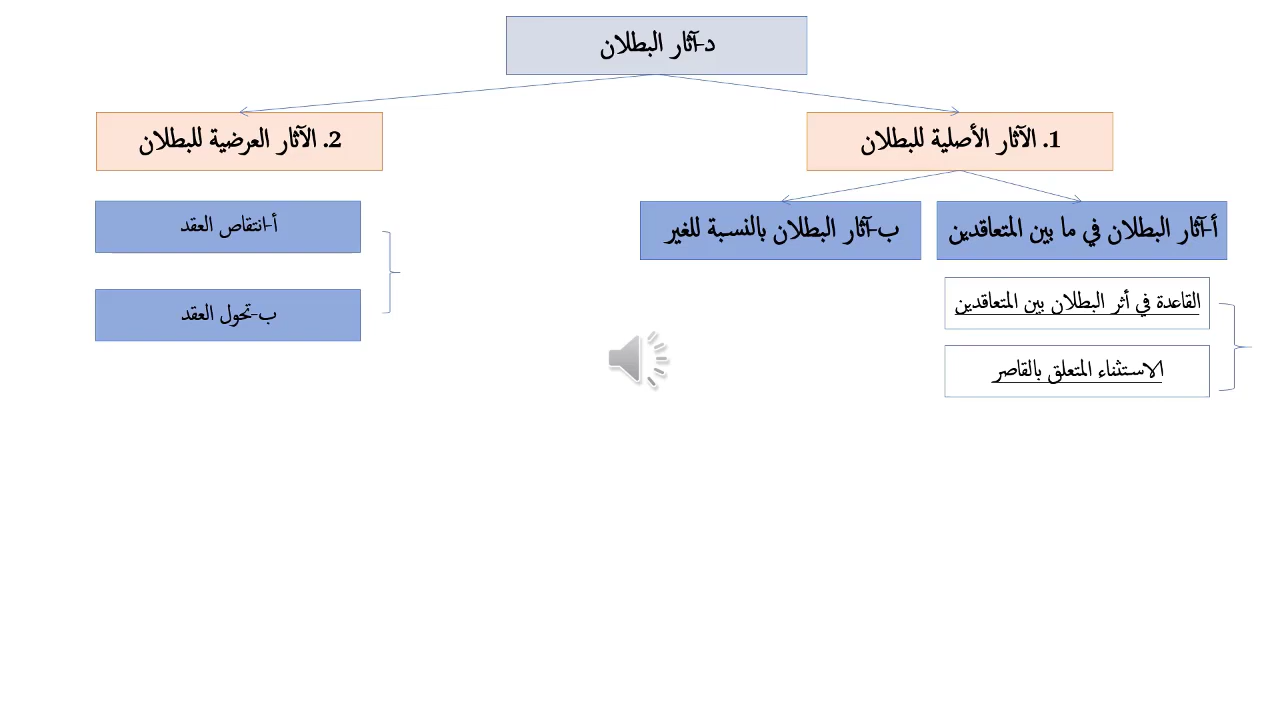 د-آثار البطلان
1. الآثار الأصلية للبطلان
2. الآثار العرضية للبطلان
أ-آثار البطلان في ما بين المتعاقدين
ب-آثار البطلان بالنسبة للغير
القاعدة في أثر البطلان بين المتعاقدين
الاستثناء المتعلق بالقاصر
أ-انتقاص العقد
ب-تحول العقد